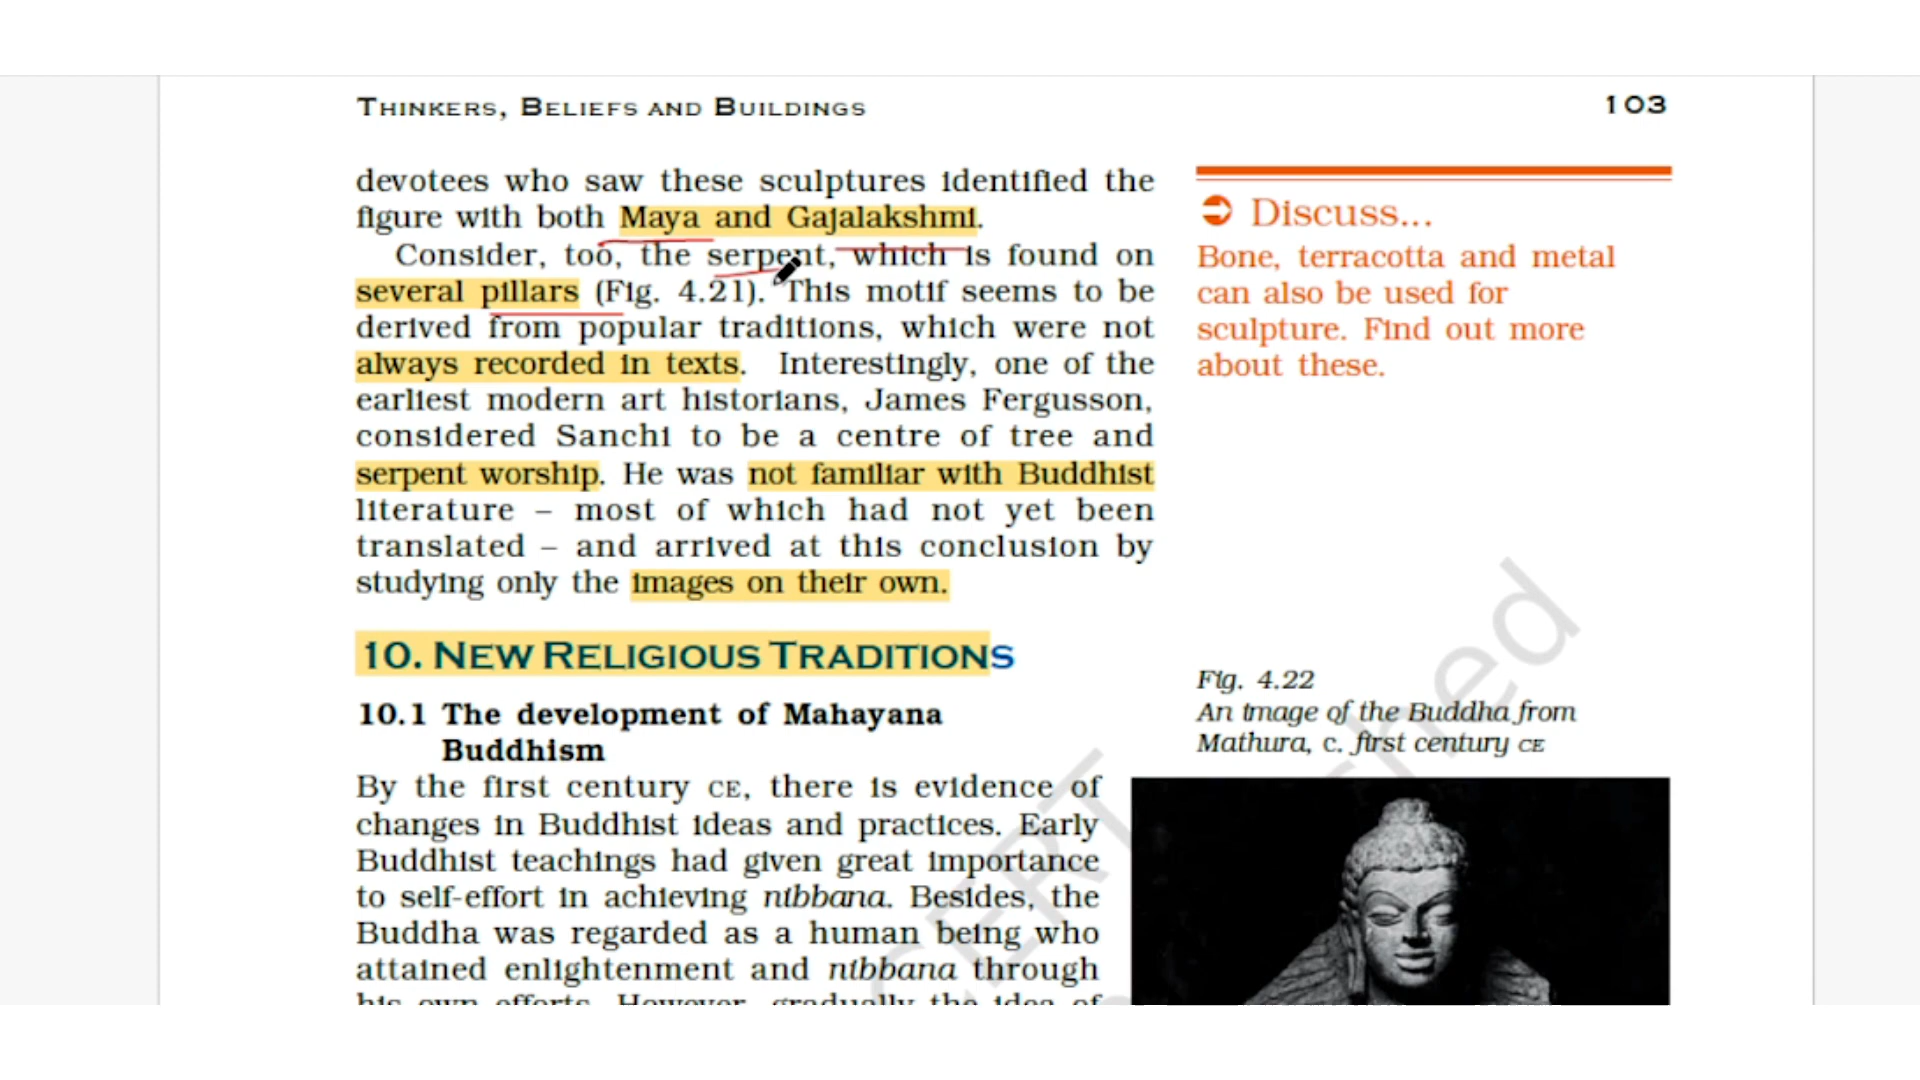 THINKERS, BELIEFS AND BUILDINGS
103
devotees who saw these sculptures identified the
figure with both Maya and Gajalakshmi.
Consider, too, the serpent, which is found on
several pillars (Fig. 4.21). This motif seems to be
derived from popular traditions, which were not
always recorded in texts. Interestingly, one of the
earliest modern art historians, James Fergusson,
considered Sanchi to be a centre of tree and
serpent worship. He was not familiar with Buddhist
literature – most of which had not yet been
translated – and arrived at this conclusion by
studying only the images on their own.
10. NEW RELIGIOUS TRADITIONS
10.1 The development of Mahayana
Buddhism
By the first century CE, there is evidence of
changes in Buddhist ideas and practices. Early
Buddhist teachings had given great importance
to self-effort in achieving nibbana. Besides, the
Buddha was regarded as a human being who
attained enlightenment and nibbana through
his own efforts. However, gradually the idea of
Discuss...
Bone, terracotta and metal
can also be used for
sculpture. Find out more
about these.
Fig. 4.22
An image of the Buddha from
Mathura, c. first century CE